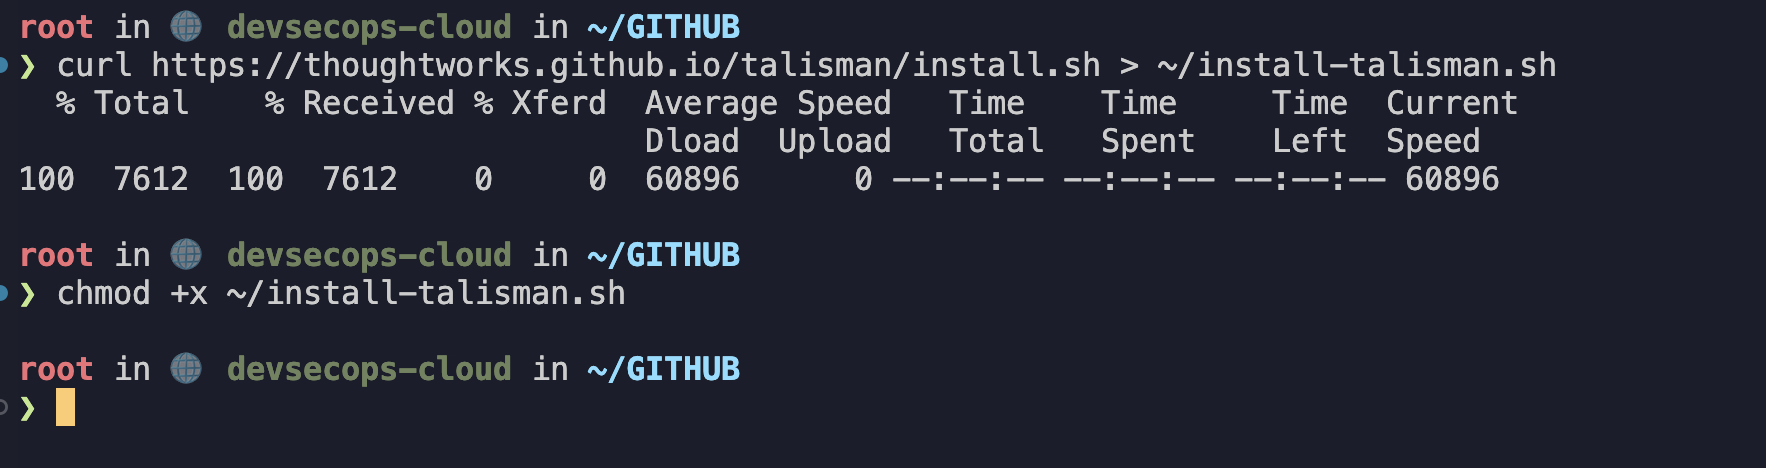 root in 🌐 devsecops-cloud in ~/GITHUB
❯ curl https://thoughtworks.github.io/talisman/install.sh > ~/install-talisman.sh
  % Total    % Received % Xferd  Average Speed   Time    Time     Time  Current
                                 Dload  Upload   Total   Spent    Left  Speed
100  7612  100  7612    0     0  60896      0 --:--:-- --:--:-- --:--:-- 60896
root in 🌐 devsecops-cloud in ~/GITHUB
❯ chmod +x ~/install-talisman.sh
root in 🌐 devsecops-cloud in ~/GITHUB
❯